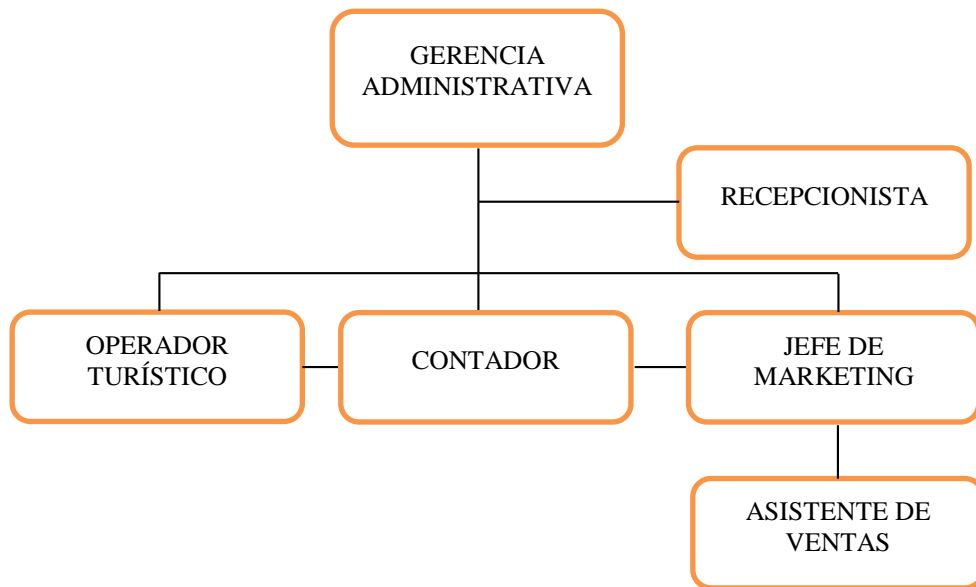 GERENCIA
ADMINISTRATIVA
RECEPCIONISTA
OPERADOR
TURÍSTICO
CONTADOR
JEFE DE
MARKETING
ASISTENTE DE
VENTAS